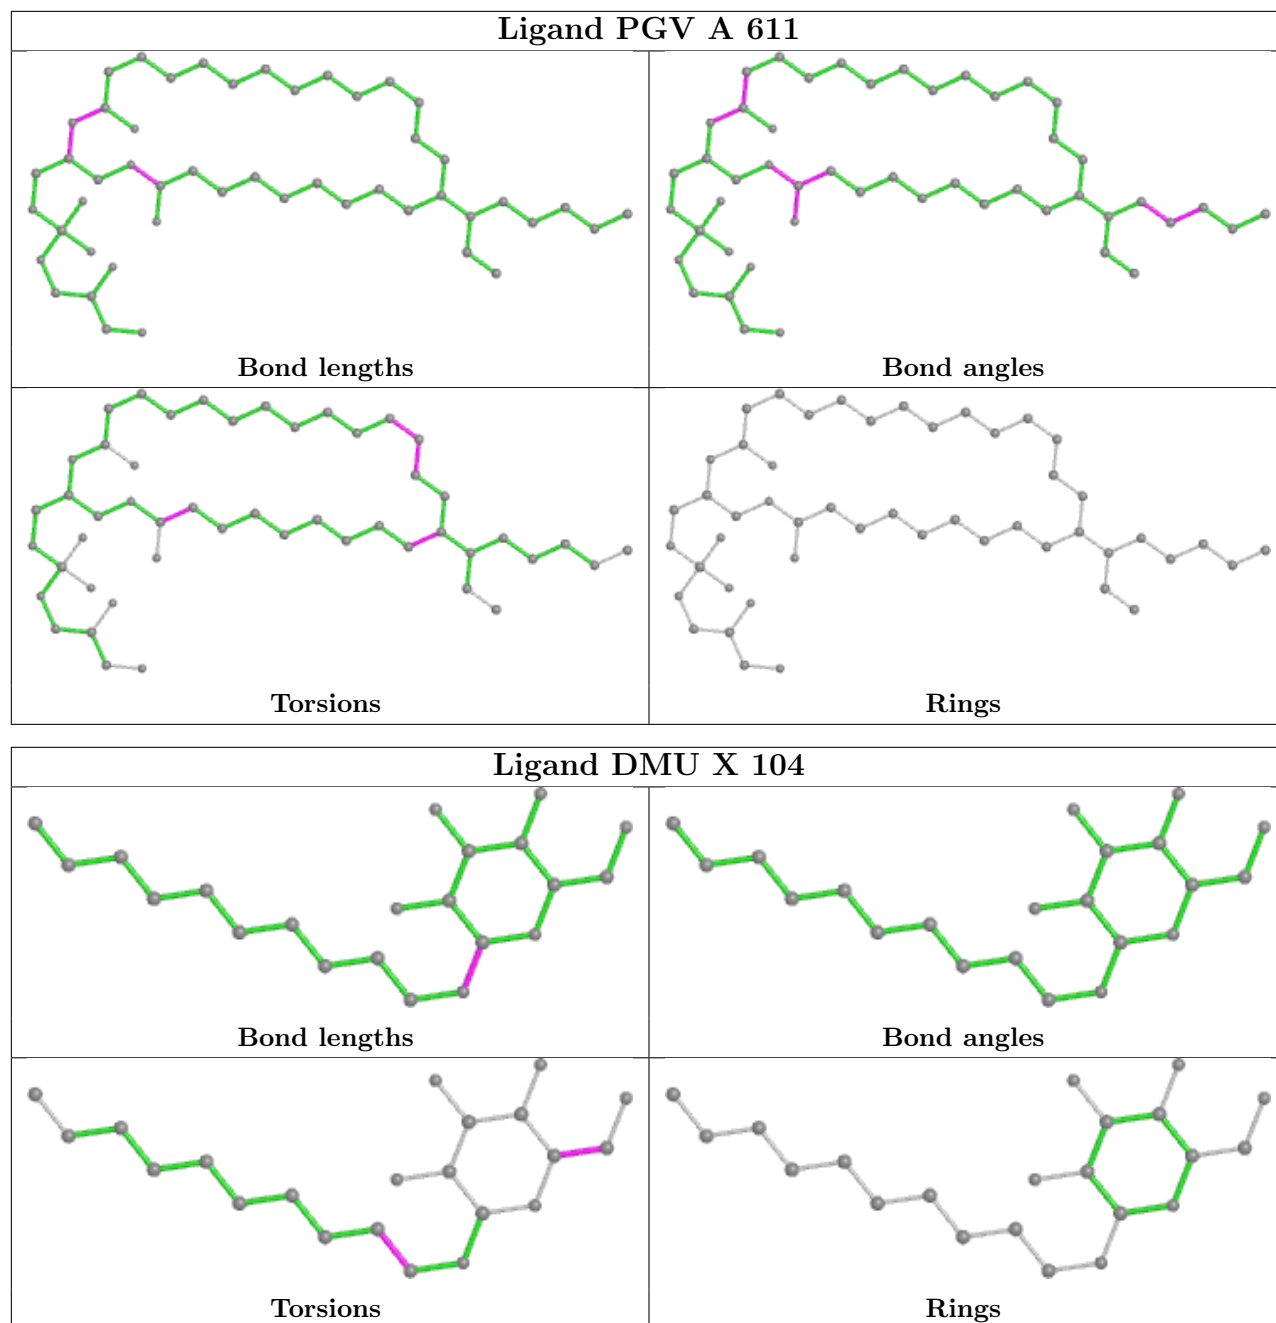 Ligand PGV A 611
Bond lengths
Bond angles
Torsions
Rings
Ligand DMU X 104
Bond lengths
Bond angles
Torsions
Rings